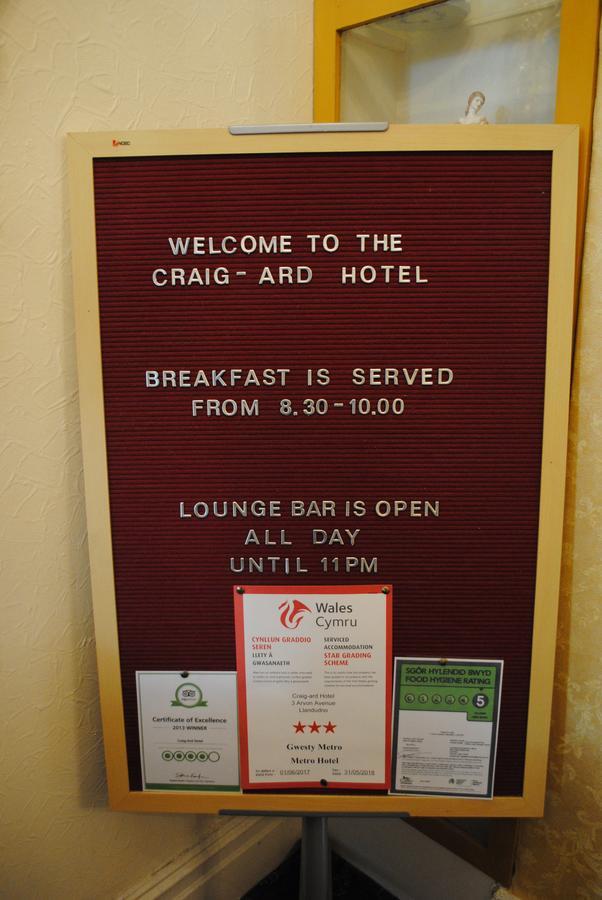 WELCOME TO THE
CRAIG- ARD HOTEL
BREAKFAST IS SERVED
FROM 8.30-10.00
LOUNGE BAR IS OPEN
ALL DAY
UNTIL 11PM
Certificate of Excellence
2013 WINNER
Craig-Ard Hotel
Wales
Cymru
CYNLLUN GRADDIO
SEREN
LLETY Â
GWASANAETH
SERVICED
ACCOMMODATION
STAR GRADING
SCHEME
Craig-ard Hotel
3 Arvon Avenue
Llandudno
Gwesty Metro
Metro Hotel
01/06/2017
31/05/2018
SGÔR HYLENDID BWYD
FOOD HYGIENE RATING
5